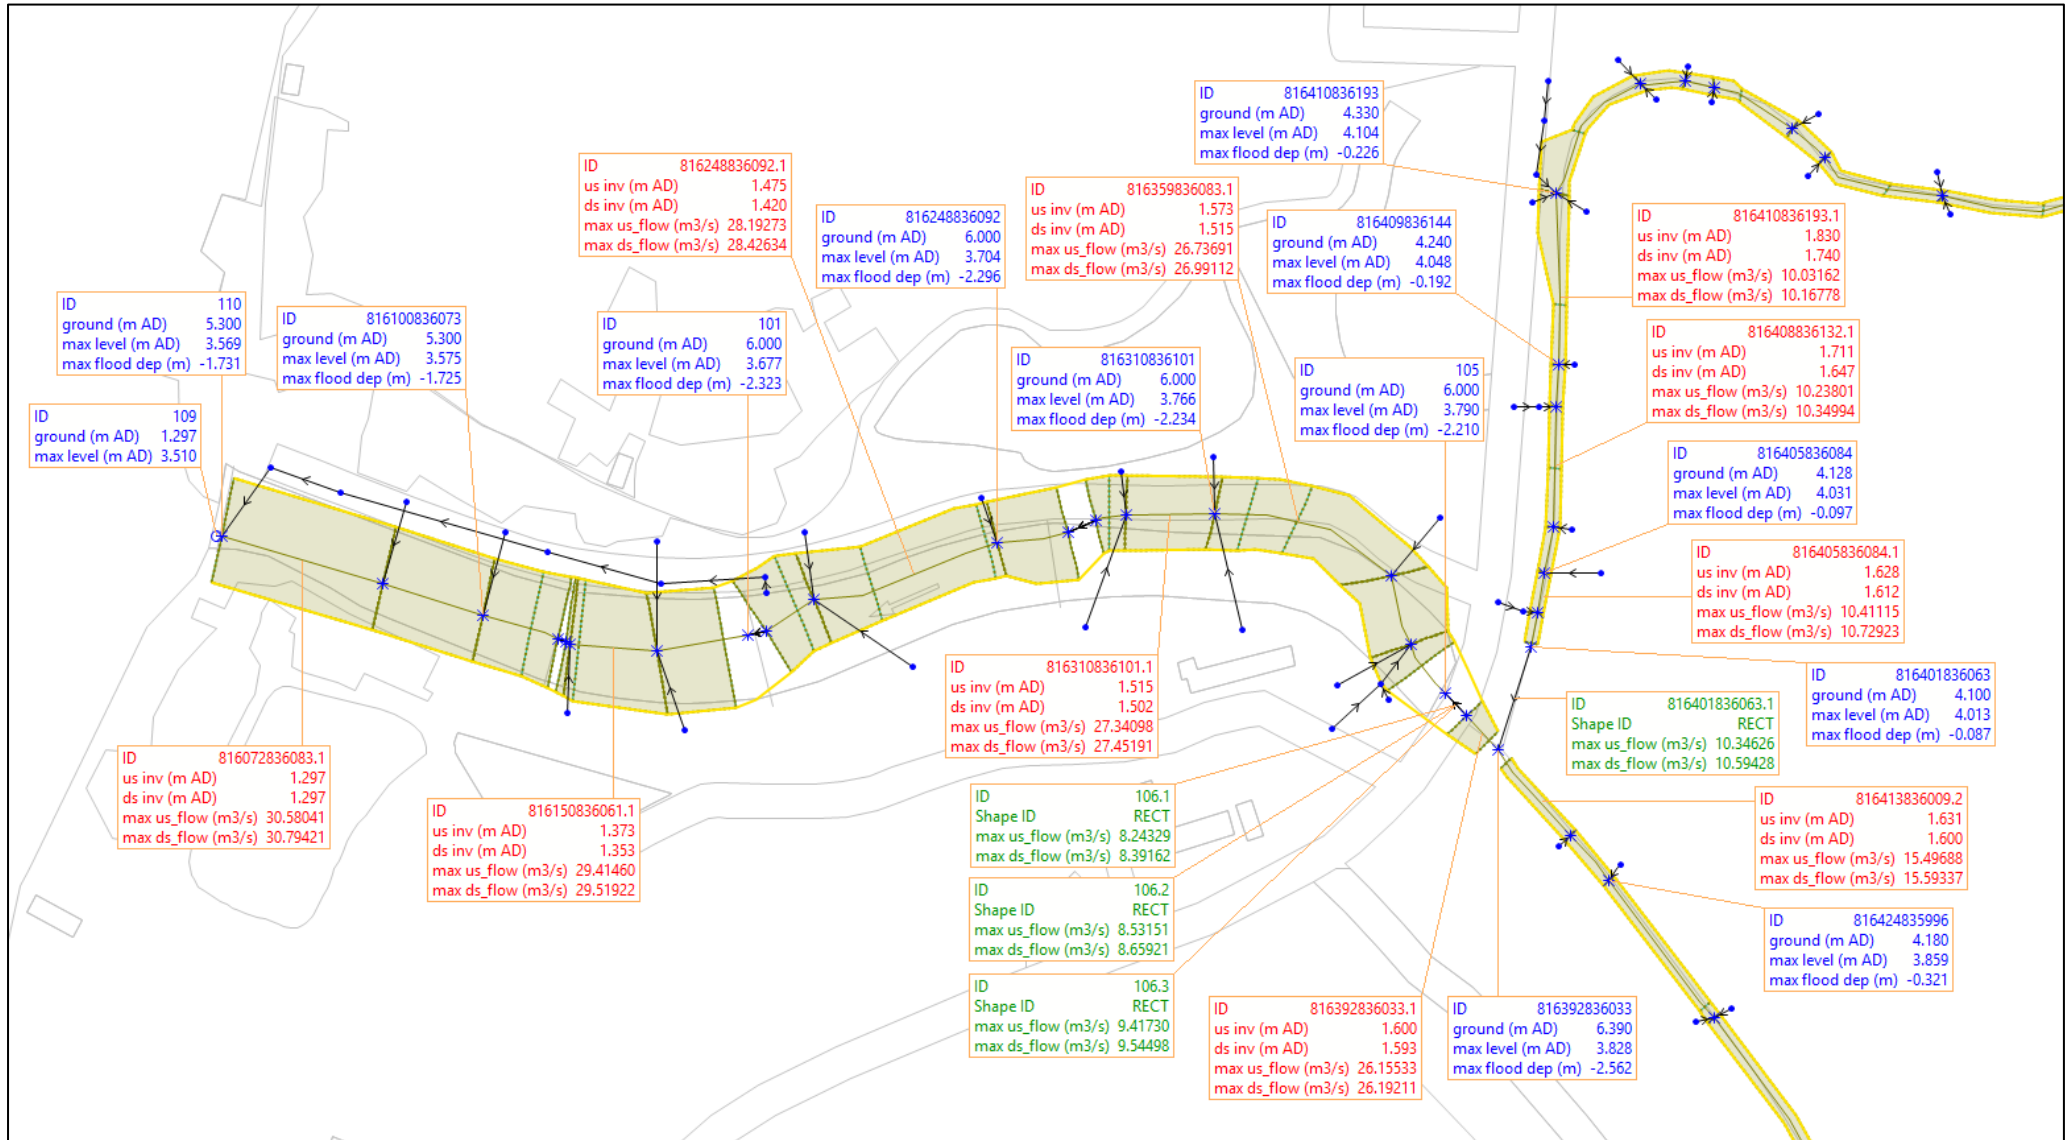 ID 816410836193
ground (m AD) 4.330
max level (m AD) 4.104
max flood dep (m) -0.226
ID 816248836092.1
us inv (m AD) 1.475
ds inv (m AD) 1.420
max us_flow (m3/s) 28.19273
max ds_flow (m3/s) 28.42634
ID 816248836092
ground (m AD) 6.000
max level (m AD) 3.704
max flood dep (m) -2.296
ID 816359836083.1
us inv (m AD) 1.573
ds inv (m AD) 1.515
max us_flow (m3/s) 26.73691
max ds_flow (m3/s) 26.99112
ID 816409836144
ground (m AD) 4.240
max level (m AD) 4.048
max flood dep (m) -0.192
ID 816410836193.1
us inv (m AD) 1.830
ds inv (m AD) 1.740
max us_flow (m3/s) 10.03162
max ds_flow (m3/s) 10.16778
ID 110
ground (m AD) 5.300
max level (m AD) 3.569
max flood dep (m) -1.731
ID 816100836073
ground (m AD) 5.300
max level (m AD) 3.575
max flood dep (m) -1.725
ID 101
ground (m AD) 6.000
max level (m AD) 3.677
max flood dep (m) -2.323
ID 816310836101
ground (m AD) 6.000
max level (m AD) 3.766
max flood dep (m) -2.234
ID 105
ground (m AD) 6.000
max level (m AD) 3.790
max flood dep (m) -2.210
ID 816408836132.1
us inv (m AD) 1.711
ds inv (m AD) 1.647
max us_flow (m3/s) 10.23801
max ds_flow (m3/s) 10.34994
ID 109
ground (m AD) 1.297
max level (m AD) 3.510
ID 816405836084
ground (m AD) 4.128
max level (m AD) 4.031
max flood dep (m) -0.097
ID 816405836084.1
us inv (m AD) 1.628
ds inv (m AD) 1.612
max us_flow (m3/s) 10.41115
max ds_flow (m3/s) 10.72923
ID 816310836101.1
us inv (m AD) 1.515
ds inv (m AD) 1.502
max us_flow (m3/s) 27.34098
max ds_flow (m3/s) 27.45191
ID 816401836063
ground (m AD) 4.100
max level (m AD) 4.013
max flood dep (m) -0.087
ID 816401836063.1
Shape ID RECT
max us_flow (m3/s) 10.34626
max ds_flow (m3/s) 10.59428
ID 816072836083.1
us inv (m AD) 1.297
ds inv (m AD) 1.297
max us_flow (m3/s) 30.58041
max ds_flow (m3/s) 30.79421
ID 816150836061.1
us inv (m AD) 1.373
ds inv (m AD) 1.353
max us_flow (m3/s) 29.41460
max ds_flow (m3/s) 29.51922
ID 106.1
Shape ID RECT
max us_flow (m3/s) 8.24329
max ds_flow (m3/s) 8.39162
ID 816413836009.2
us inv (m AD) 1.631
ds inv (m AD) 1.600
max us_flow (m3/s) 15.49688
max ds_flow (m3/s) 15.59337
ID 106.2
Shape ID RECT
max us_flow (m3/s) 8.53151
max ds_flow (m3/s) 8.65921
ID 816424835996
ground (m AD) 4.180
max level (m AD) 3.859
max flood dep (m) -0.321
ID 106.3
Shape ID RECT
max us_flow (m3/s) 9.41730
max ds_flow (m3/s) 9.54498
ID 816392836033.1
us inv (m AD) 1.600
ds inv (m AD) 1.593
max us_flow (m3/s) 26.15533
max ds_flow (m3/s) 26.19211
ID 816392836033
ground (m AD) 6.390
max level (m AD) 3.828
max flood dep (m) -2.562